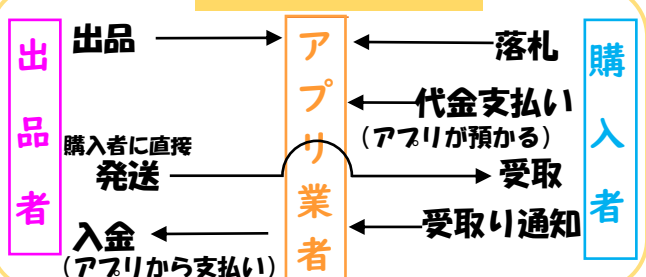 出品者
出品
購入者に直接
発送
入金
(アプリから支払い)
アプリ業者
落札
代金支払い
(アプリが預かる)
受取
受取り通知
購入者